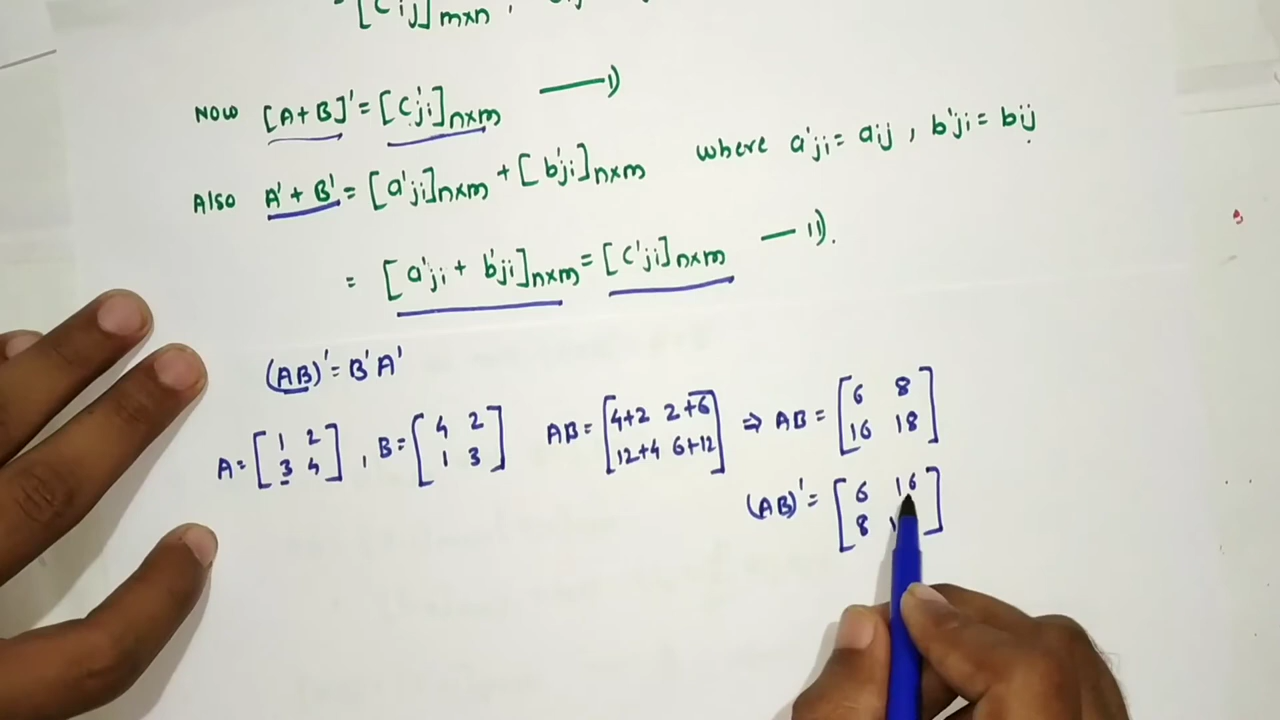 [Cij]m×n,
Now [A+B]' = [C'ji]n×m — I)
Also A' + B' = [a'ji]n×m + [b'ji]n×m where a'ji = aij, b'ji = bij
= [a'ji + b'ji]n×m = [C'ji]n×m — II).
(AB)' = B'A'
A = [1 2
3 4], B = [4 2
1 3] AB = [4+2 2+6
12+4 6+12] ⇒ AB = [6 8
16 18]
(AB)' = [6 16
8 ]